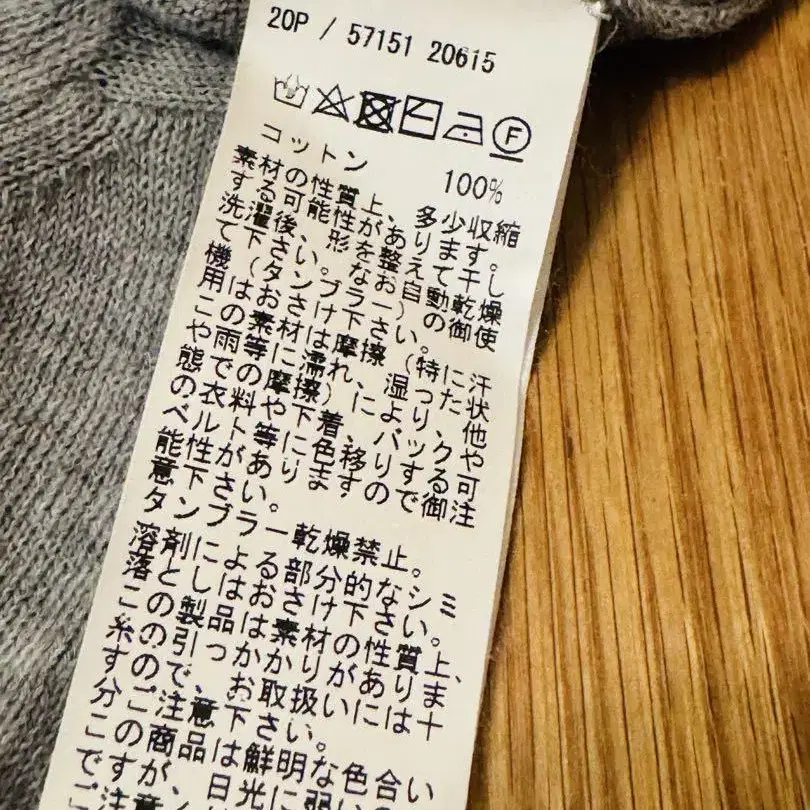 20P / 57151 20615
F
コットン 100%
素材の性質上、多少収縮
する可能性があります。
洗濯後、形を整えて干し
て下さい。なお自動乾燥
機(タンブラー)の御使
用はおさけ下さい。
この素材は摩擦(特に汗
や雨等に濡れ、湿った状
態での摩擦)により、他
の衣料や下着、バッグや
ベルト等に色移りする可
能性がありますので御注
意下さい。
タンブラー乾燥禁止。
溶剤による部分的なシミ
落としはおさけ下さい。
この製品は素材の性質上、
糸の引っかかりがありま
すので、お取扱いには十
分ご注意下さい。
この商品は鮮明な色合い
ですが、日光に弱い
ご注意